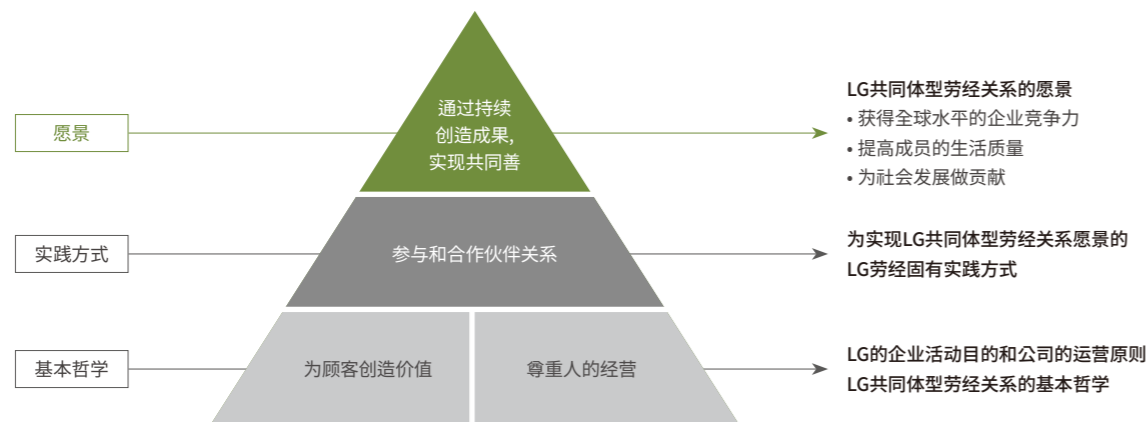 愿景
通过持续
创造成果,
实现共同善
LG共同体型劳经关系的愿景
• 获得全球水平的企业竞争力
• 提高成员的生活质量
• 为社会发展做贡献
实践方式
参与和合作伙伴关系
为实现LG共同体型劳经关系愿景的
LG劳经固有实践方式
基本哲学
为顾客创造价值
尊重人的经营
LG的企业活动目的和公司的运营原则
LG共同体型劳经关系的基本哲学